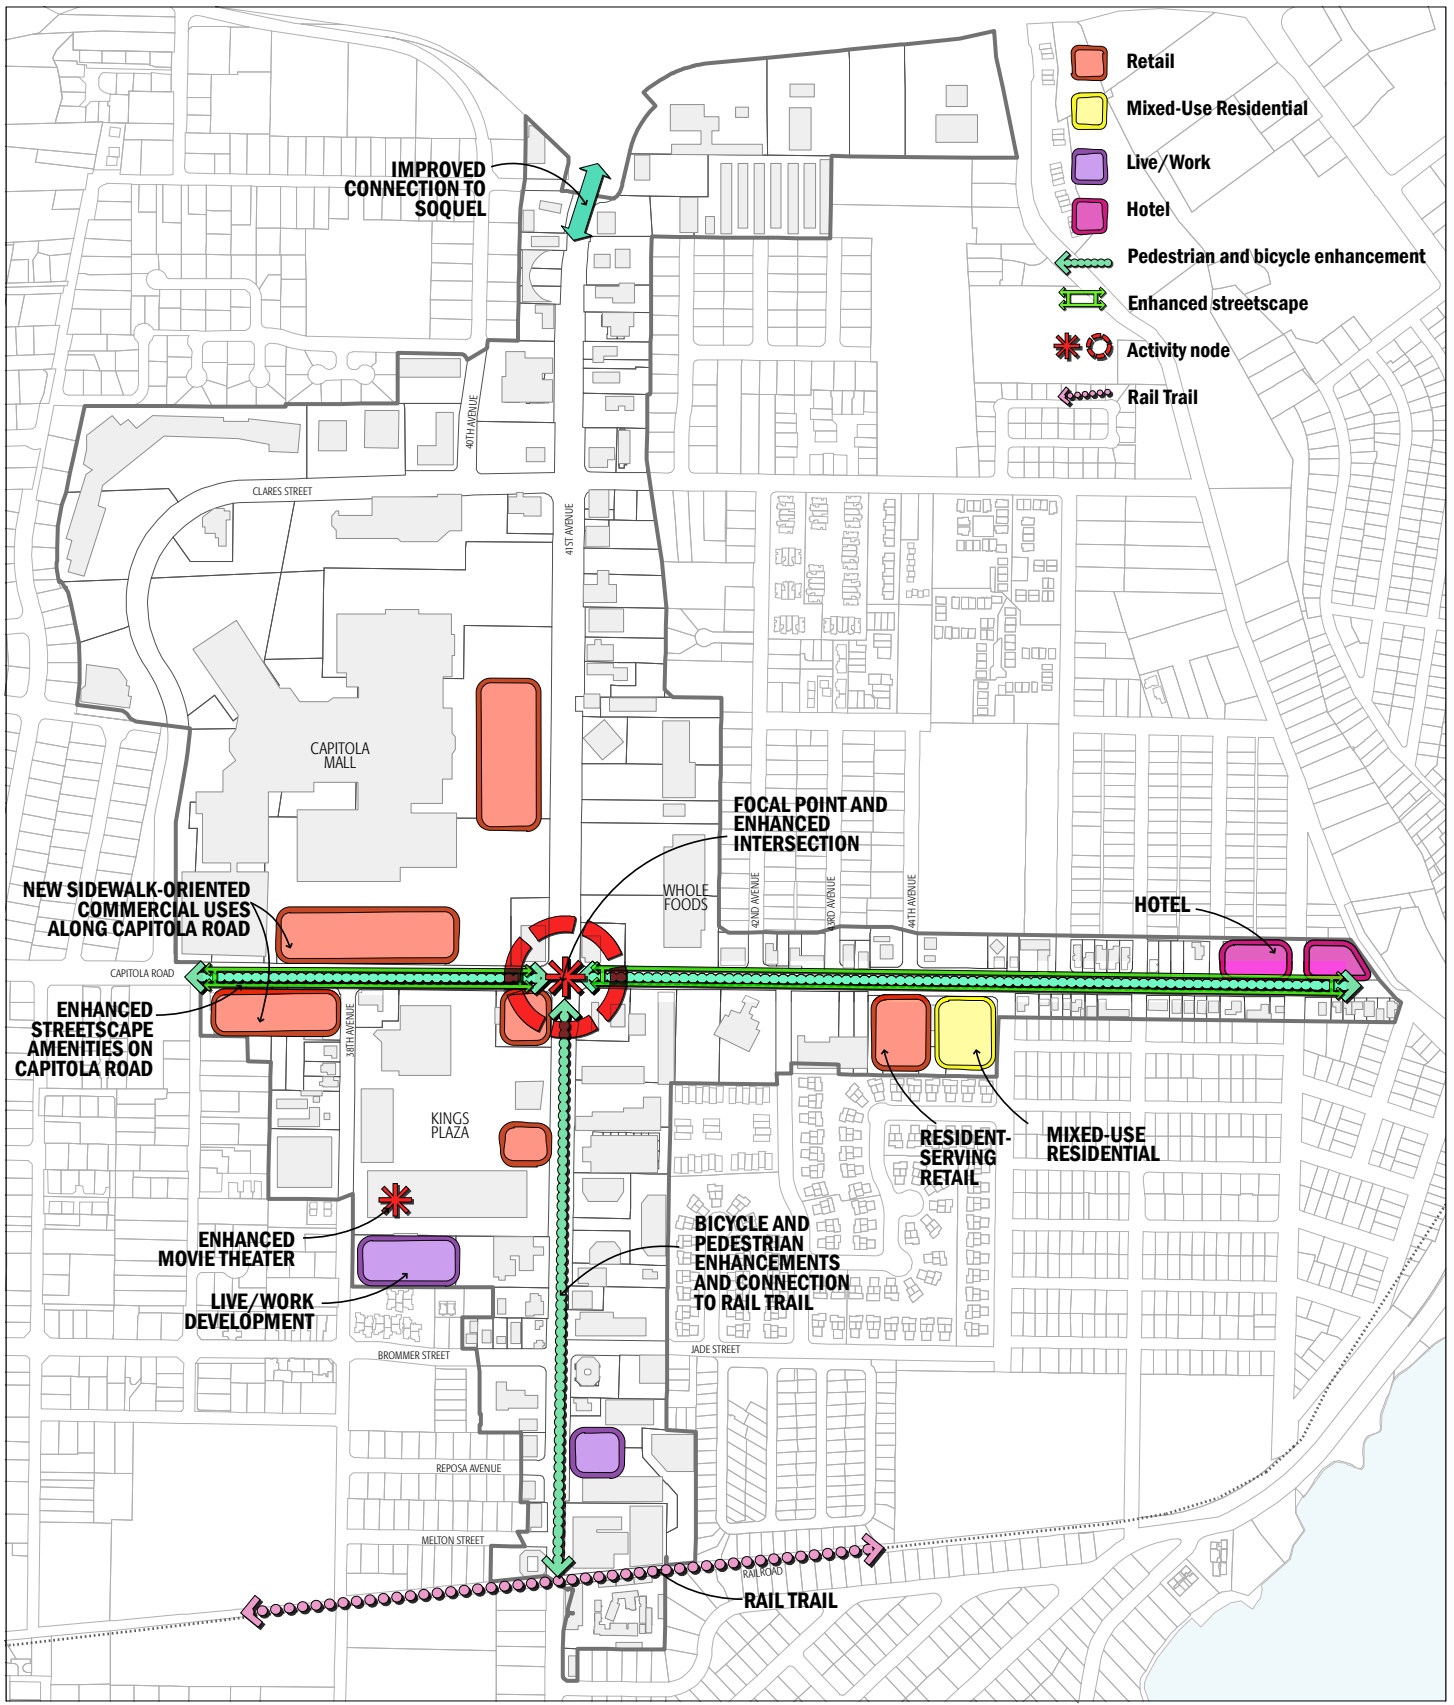 Retail
Mixed-Use Residential
Live/Work
Hotel
Pedestrian and bicycle enhancement
Enhanced streetscape
Activity node
Rail Trail
IMPROVED
CONNECTION TO
SOQUEL
40TH AVENUE
CLARES STREET
41ST AVENUE
CAPITOLA
MALL
FOCAL POINT AND
ENHANCED
INTERSECTION
WHOLE
FOODS
42ND AVENUE
43RD AVENUE
44TH AVENUE
HOTEL
NEW SIDEWALK-ORIENTED
COMMERCIAL USES
ALONG CAPITOLA ROAD
CAPITOLA ROAD
ENHANCED
STREETSCAPE
AMENITIES ON
CAPITOLA ROAD
38TH AVENUE
KINGS
PLAZA
RESIDENT-
SERVING
RETAIL
MIXED-USE
RESIDENTIAL
ENHANCED
MOVIE THEATER
LIVE/WORK
DEVELOPMENT
BICYCLE AND
PEDESTRIAN
ENHANCEMENTS
AND CONNECTION
TO RAIL TRAIL
BROMMER STREET
JADE STREET
REPOSA AVENUE
MELTON STREET
RAILROAD
RAIL TRAIL